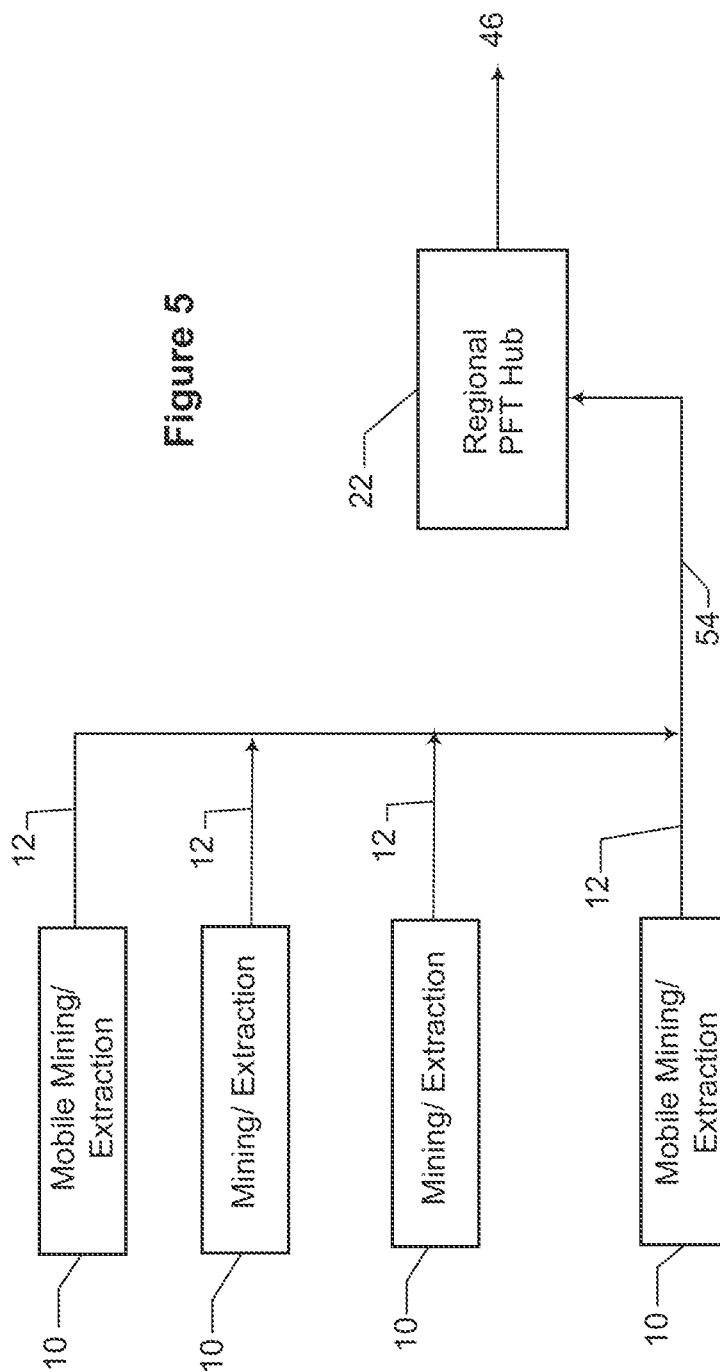 Figure 5
10
Mobile Mining/
Extraction
12
10
Mining/ Extraction
12
10
Mining/ Extraction
12
10
Mobile Mining/
Extraction
12
54
22
Regional
PFT Hub
46